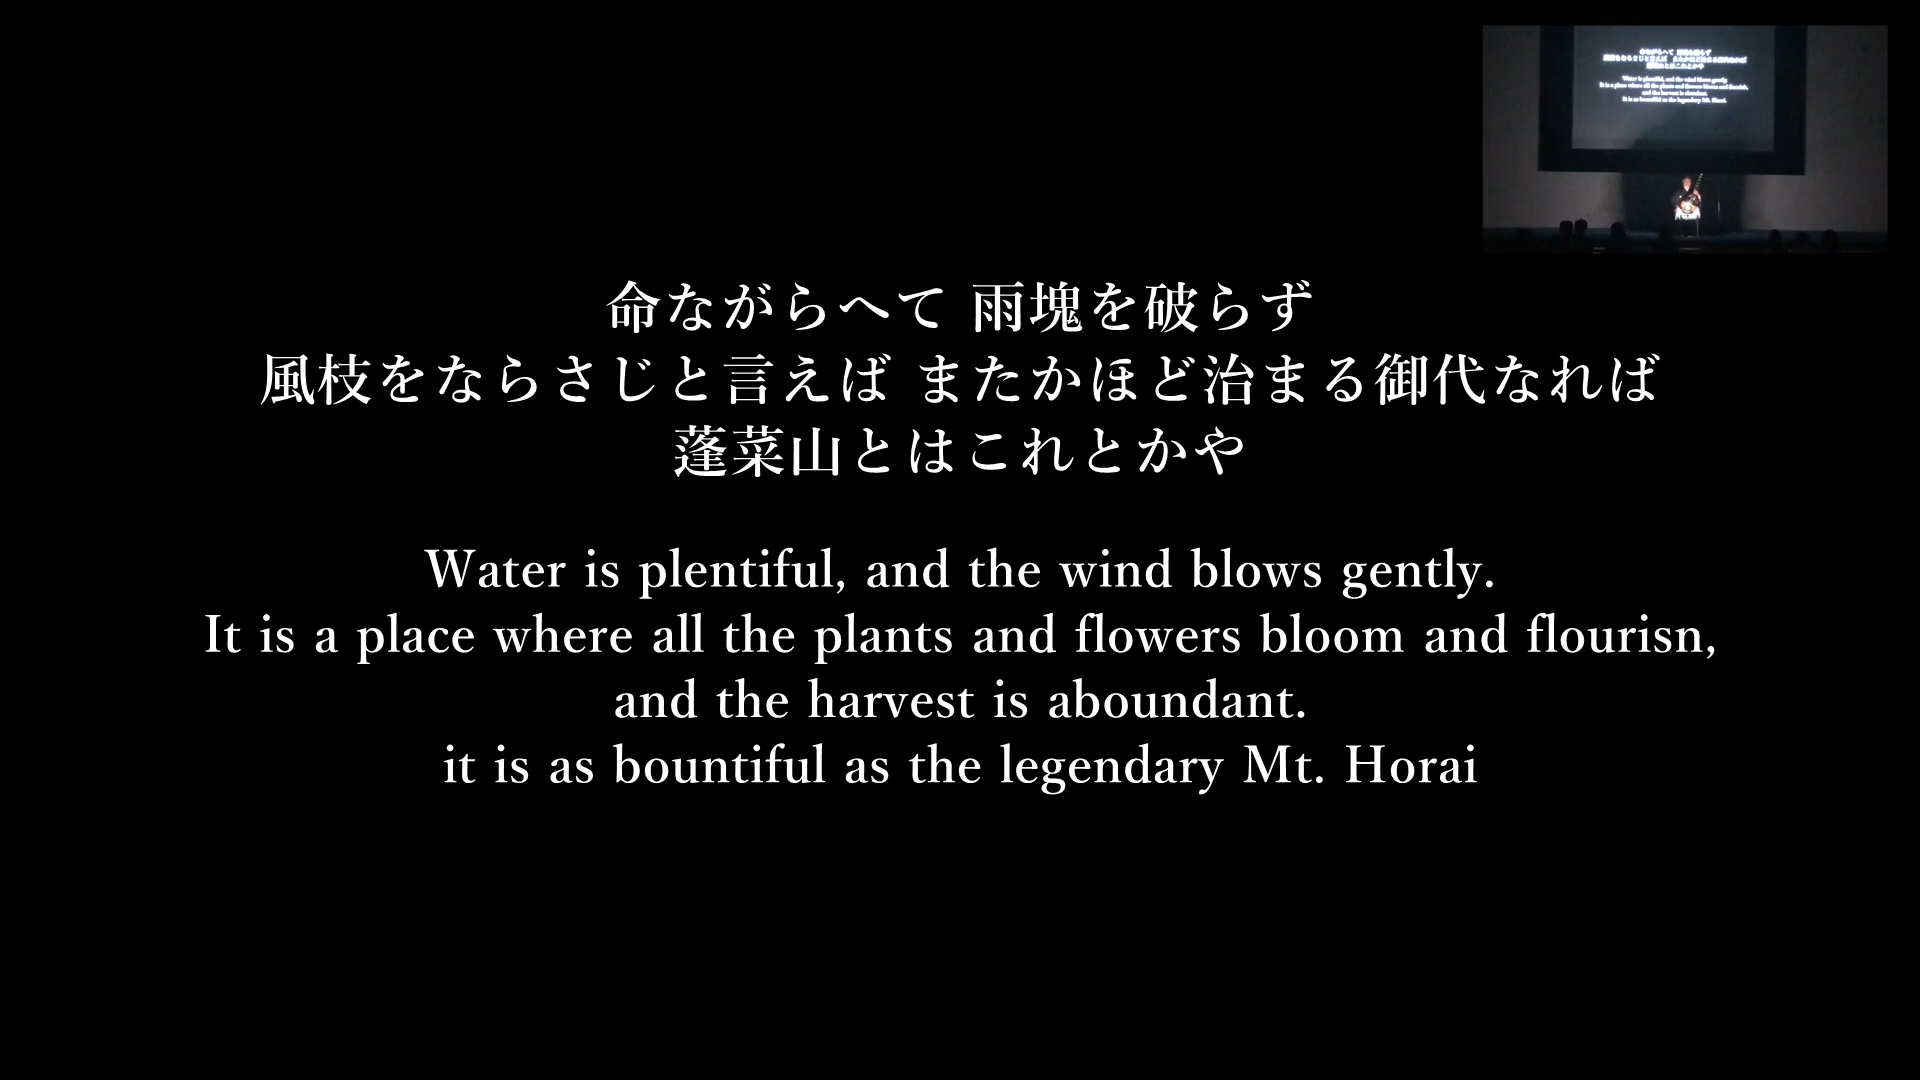 命ながらへて 雨塊を破らず
風枝をならさじと言えば またかほど治まる御代なれば
蓬菜山とはこれとかや
Water is plentiful, and the wind blows gently.
It is a place where all the plants and flowers bloom and flourisn,
and the harvest is aboundant.
it is as bountiful as the legendary Mt. Horai